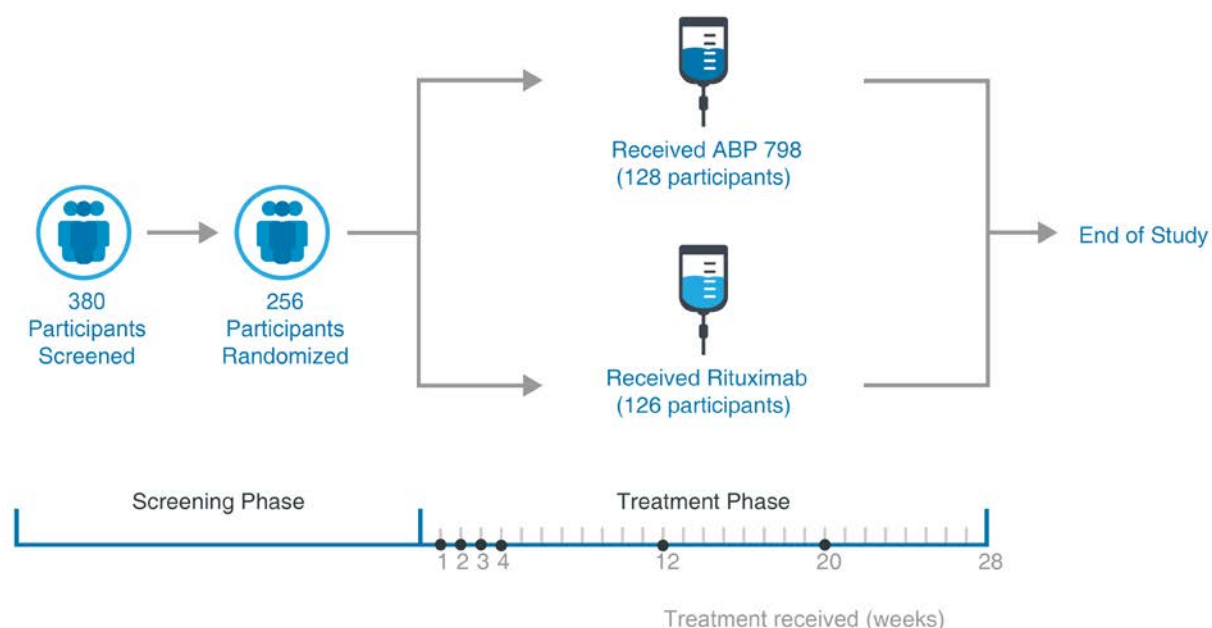 Received ABP 798
(128 participants)
380
Participants
Screened
256
Participants
Randomized
End of Study
Received Rituximab
(126 participants)
Screening Phase
Treatment Phase
1 2 3 4 12 20 28
Treatment received (weeks)